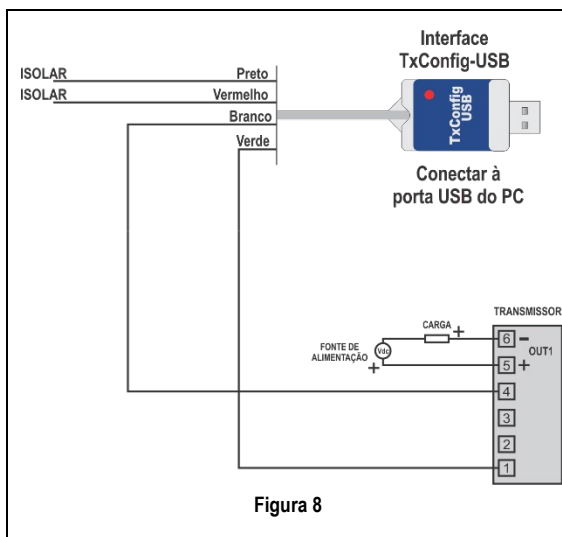 Interface
TxConfig-USB
ISOLAR
Preto
ISOLAR
Vermelho
Branco
Verde
TxConfig
USB
Conectar à
porta USB do PC
TRANSMISSOR
CARGA
+
6
−
OUT1
FONTE DE
ALIMENTAÇÃO
Vdc
+
5
+
4
3
2
1
Figura 8